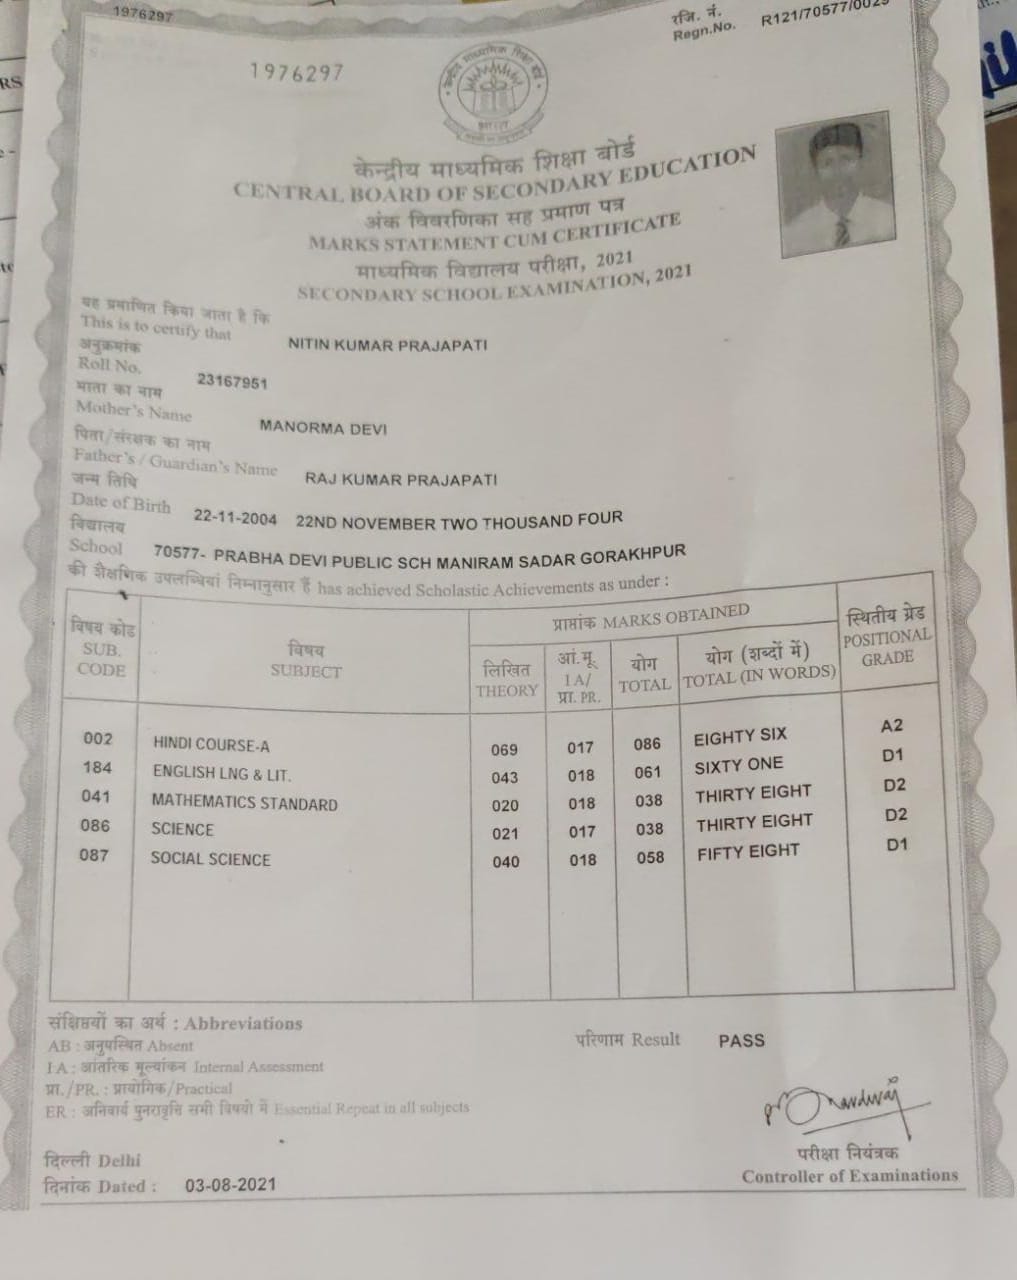 1976297
रजि. नं.
Regn.No. R121/70577/0029
1976297
RS
केन्द्रीय माध्यमिक शिक्षा बोर्ड
भारत
केन्द्रीय माध्यमिक शिक्षा बोर्ड
CENTRAL BOARD OF SECONDARY EDUCATION
अंक विवरणिका सह प्रमाण पत्र
MARKS STATEMENT CUM CERTIFICATE
माध्यमिक विद्यालय परीक्षा, 2021
SECONDARY SCHOOL EXAMINATION, 2021
यह प्रमाणित किया जाता है कि
This is to certify that NITIN KUMAR PRAJAPATI
अनुक्रमांक
Roll No. 23167951
माता का नाम
Mother's Name MANORMA DEVI
पिता/संरक्षक का नाम
Father's / Guardian's Name RAJ KUMAR PRAJAPATI
जन्म तिथि
Date of Birth 22-11-2004 22ND NOVEMBER TWO THOUSAND FOUR
विद्यालय
School 70577- PRABHA DEVI PUBLIC SCH MANIRAM SADAR GORAKHPUR
की शैक्षणिक उपलब्धियां निम्नानुसार हैं has achieved Scholastic Achievements as under :
विषय कोड
SUB.
CODE
विषय
SUBJECT
प्राप्तांक MARKS OBTAINED
लिखित
THEORY
आं.मू.
I A/
प्रा. PR.
योग
TOTAL
योग (शब्दों में)
TOTAL (IN WORDS)
स्थितीय ग्रेड
POSITIONAL
GRADE
002 HINDI COURSE-A 069 017 086 EIGHTY SIX A2
184 ENGLISH LNG & LIT. 043 018 061 SIXTY ONE D1
041 MATHEMATICS STANDARD 020 018 038 THIRTY EIGHT D2
086 SCIENCE 021 017 038 THIRTY EIGHT D2
087 SOCIAL SCIENCE 040 018 058 FIFTY EIGHT D1
संक्षिप्तियों का अर्थ : Abbreviations
AB : अनुपस्थित Absent
I A : आंतरिक मूल्यांकन Internal Assessment
प्रा./PR. : प्रायोगिक/Practical
ER : अनिवार्य पुनरावृत्ति सभी विषयो में Essential Repeat in all subjects
परिणाम Result PASS
परीक्षा नियंत्रक
Controller of Examinations
दिल्ली Delhi
दिनांक Dated : 03-08-2021